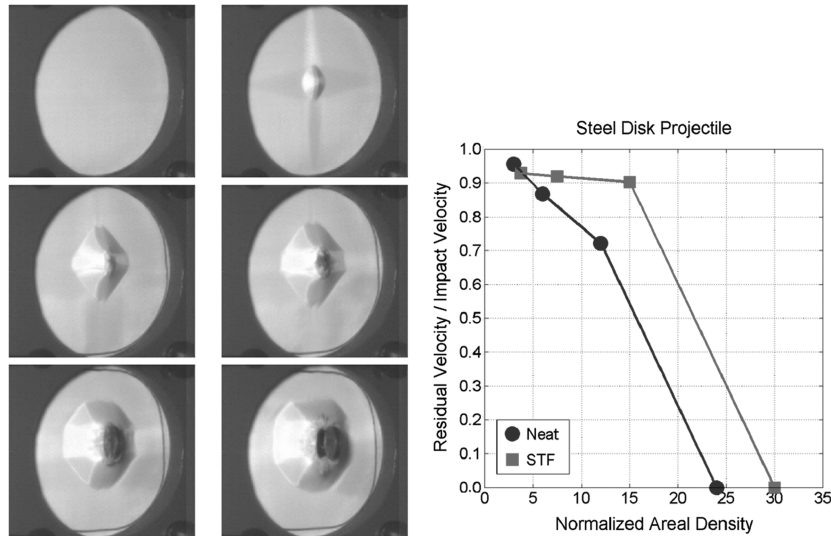 Steel Disk Projectile
Residual Velocity / Impact Velocity
1.0
0.9
0.8
0.7
0.6
0.5
0.4
0.3
0.2
0.1
0.0
Neat
STF
0 5 10 15 20 25 30 35
Normalized Areal Density